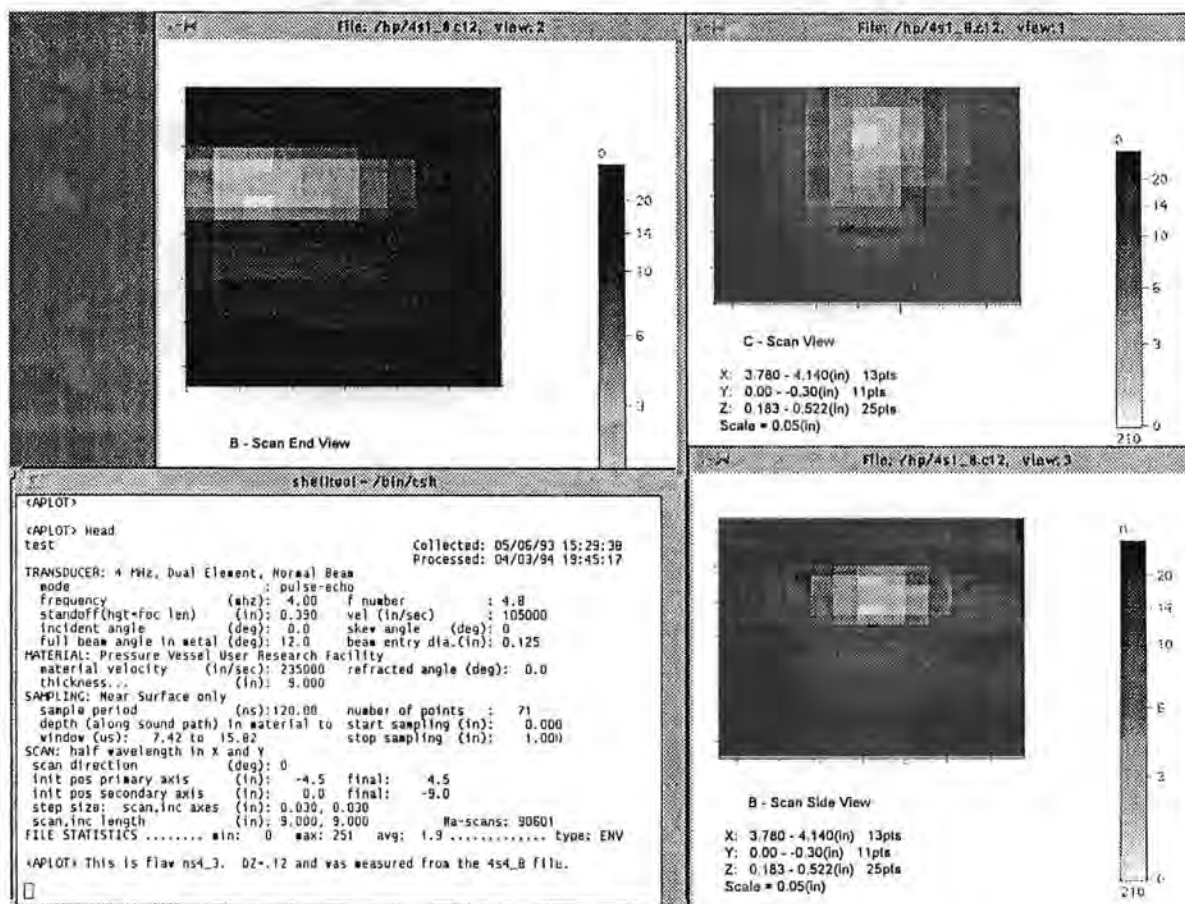 File: /hp/4s1_8.c12, view:2
0
20
14
10
6
3
B - Scan End View
File: /hp/4s1_8.c12, view:1
0
20
14
10
6
3
0
210
C - Scan View
X: 3.780 - 4.140(in) 13pts
Y: 0.00 - -0.30(in) 11pts
Z: 0.183 - 0.522(in) 25pts
Scale = 0.05(in)
shelltool - /bin/csh
<APLOT>
<APLOT> Head
test Collected: 05/06/93 15:29:38
Processed: 04/03/94 19:45:17
TRANSDUCER: 4 MHz, Dual Element, Normal Beam
mode : pulse-echo
frequency (mhz): 4.00 f number : 4.8
standoff(hgt+foc len) (in): 0.390 vel (in/sec) : 105000
incident angle (deg): 0.0 skew angle (deg): 0
full beam angle in metal (deg): 12.0 beam entry dia.(in): 0.125
MATERIAL: Pressure Vessel User Research Facility
material velocity (in/sec): 235000 refracted angle (deg): 0.0
thickness... (in): 9.000
SAMPLING: Near Surface only
sample period (ns):120.00 number of points : 71
depth (along sound path) in material to start sampling (in): 0.000
window (us): 7.42 to 15.82 stop sampling (in): 1.000
SCAN: half wavelength in X and Y
scan direction (deg): 0
init pos primary axis (in): -4.5 final: 4.5
init pos secondary axis (in): 0.0 final: -9.0
step size: scan,inc axes (in): 0.030, 0.030
scan,inc length (in): 9.000, 9.000 Ma-scans: 90601
FILE STATISTICS ........ min: 0 max: 251 avg: 1.9 ............. type: ENV
<APLOT> This is flaw ns4_3. DZ=.12 and was measured from the 4s4_8 file.
File: /hp/4s1_8.c12, view:3
20
14
10
6
3
0
210
B - Scan Side View
X: 3.780 - 4.140(in) 13pts
Y: 0.00 - -0.30(in) 11pts
Z: 0.183 - 0.522(in) 25pts
Scale = 0.05(in)